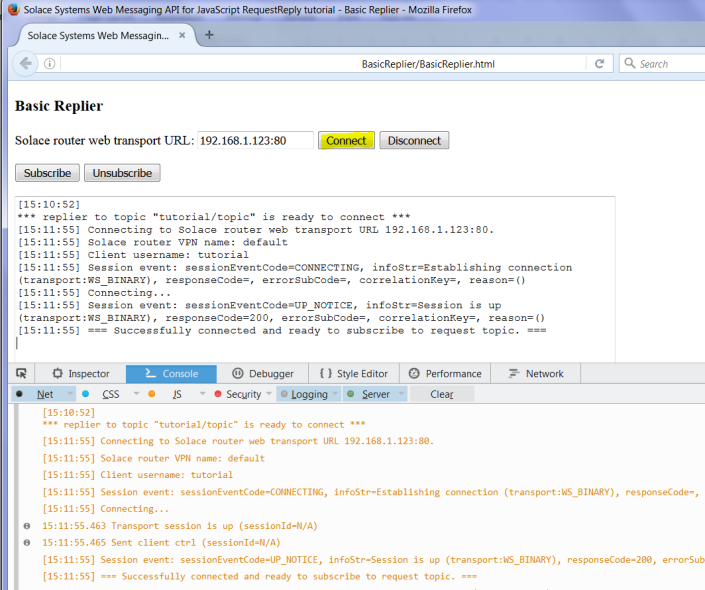 Solace Systems Web Messaging API for JavaScript RequestReply tutorial - Basic Replier - Mozilla Firefox
Solace Systems Web Messagin... × +
BasicReplier/BasicReplier.html Search
Basic Replier
Solace router web transport URL: 192.168.1.123:80 Connect Disconnect
Subscribe Unsubscribe
[15:10:52]
*** replier to topic "tutorial/topic" is ready to connect ***
[15:11:55] Connecting to Solace router web transport URL 192.168.1.123:80.
[15:11:55] Solace router VPN name: default
[15:11:55] Client username: tutorial
[15:11:55] Session event: sessionEventCode=CONNECTING, infoStr=Establishing connection
(transport:WS_BINARY), responseCode=, errorSubCode=, correlationKey=, reason=()
[15:11:55] Connecting...
[15:11:55] Session event: sessionEventCode=UP_NOTICE, infoStr=Session is up
(transport:WS_BINARY), responseCode=200, errorSubCode=, correlationKey=, reason=()
[15:11:55] === Successfully connected and ready to subscribe to request topic. ===
Inspector Console Debugger { } Style Editor Performance Network
Net CSS JS Security Logging Server Clear
[15:10:52]
*** replier to topic "tutorial/topic" is ready to connect ***
[15:11:55] Connecting to Solace router web transport URL 192.168.1.123:80.
[15:11:55] Solace router VPN name: default
[15:11:55] Client username: tutorial
[15:11:55] Session event: sessionEventCode=CONNECTING, infoStr=Establishing connection (transport:WS_BINARY), responseCode=,
[15:11:55] Connecting...
15:11:55.463 Transport session is up (sessionId=N/A)
15:11:55.465 Sent client ctrl (sessionId=N/A)
[15:11:55] Session event: sessionEventCode=UP_NOTICE, infoStr=Session is up (transport:WS_BINARY), responseCode=200, errorSub
[15:11:55] === Successfully connected and ready to subscribe to request topic. ===